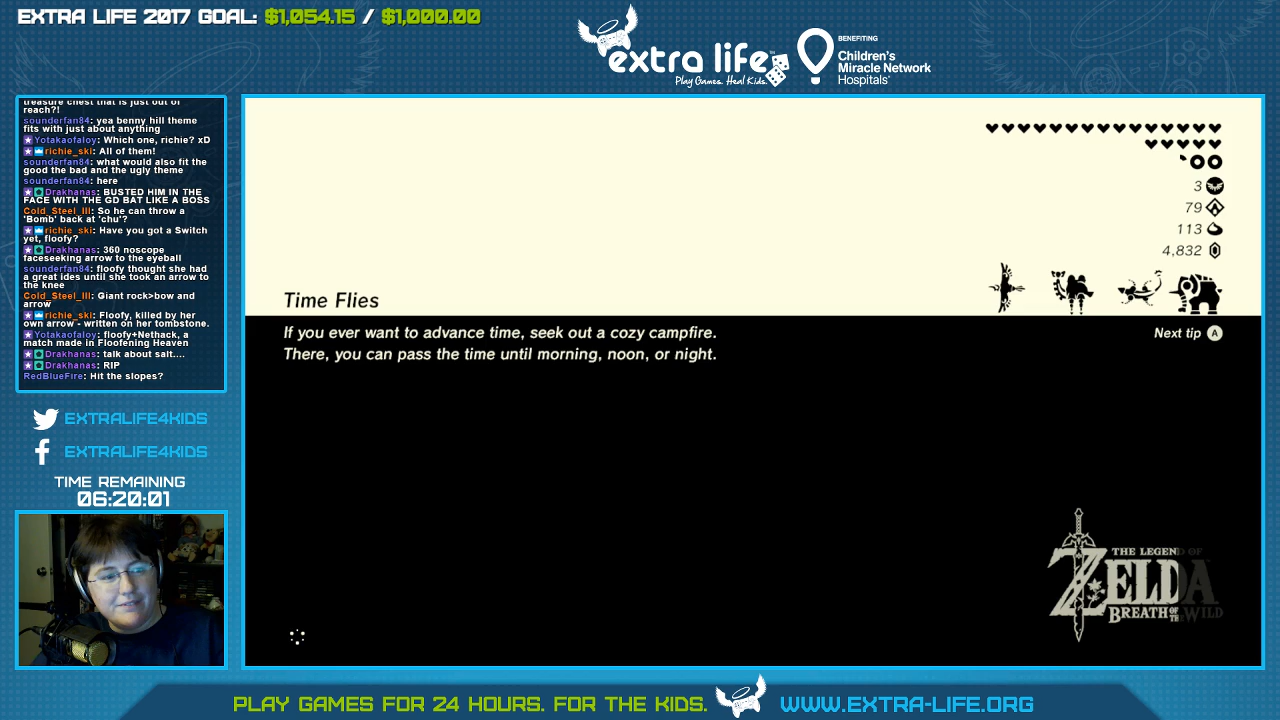 EXTRA LIFE 2017 GOAL: $1,054.15 / $1,000.00
extra life
Play Games. Heal Kids.
BENEFITING
Children's
Miracle Network
Hospitals
treasure chest that is just out of
reach?!
sounderfan84: yea benny hill theme
fits with just about anything
Yotakaofaloy: Which one, richie? xD
richie_ski: All of them!
sounderfan84: what would also fit the
good the bad and the ugly theme
sounderfan84: here
Drakhanas: BUSTED HIM IN THE
FACE WITH THE GD BAT LIKE A BOSS
Cold_Steel_III: So he can throw a
'Bomb' back at 'chu'?
richie_ski: Have you got a Switch
yet, floofy?
Drakhanas: 360 noscope
faceseeking arrow to the eyeball
sounderfan84: floofy thought she had
a great ides until she took an arrow to
the knee
Cold_Steel_III: Giant rock>bow and
arrow
richie_ski: Floofy, killed by her
own arrow - written on her tombstone.
Yotakaofaloy: floofy+Nethack, a
match made in Floofening Heaven
Drakhanas: talk about salt....
Drakhanas: RIP
RedBlueFire: Hit the slopes?
EXTRALIFE4KIDS
EXTRALIFE4KIDS
TIME REMAINING
06:20:01
3
79
113
4,832
Time Flies
If you ever want to advance time, seek out a cozy campfire.
There, you can pass the time until morning, noon, or night.
Next tip A
THE LEGEND OF
ZELDA
BREATH OF THE WILD
PLAY GAMES FOR 24 HOURS. FOR THE KIDS.
WWW.EXTRA-LIFE.ORG